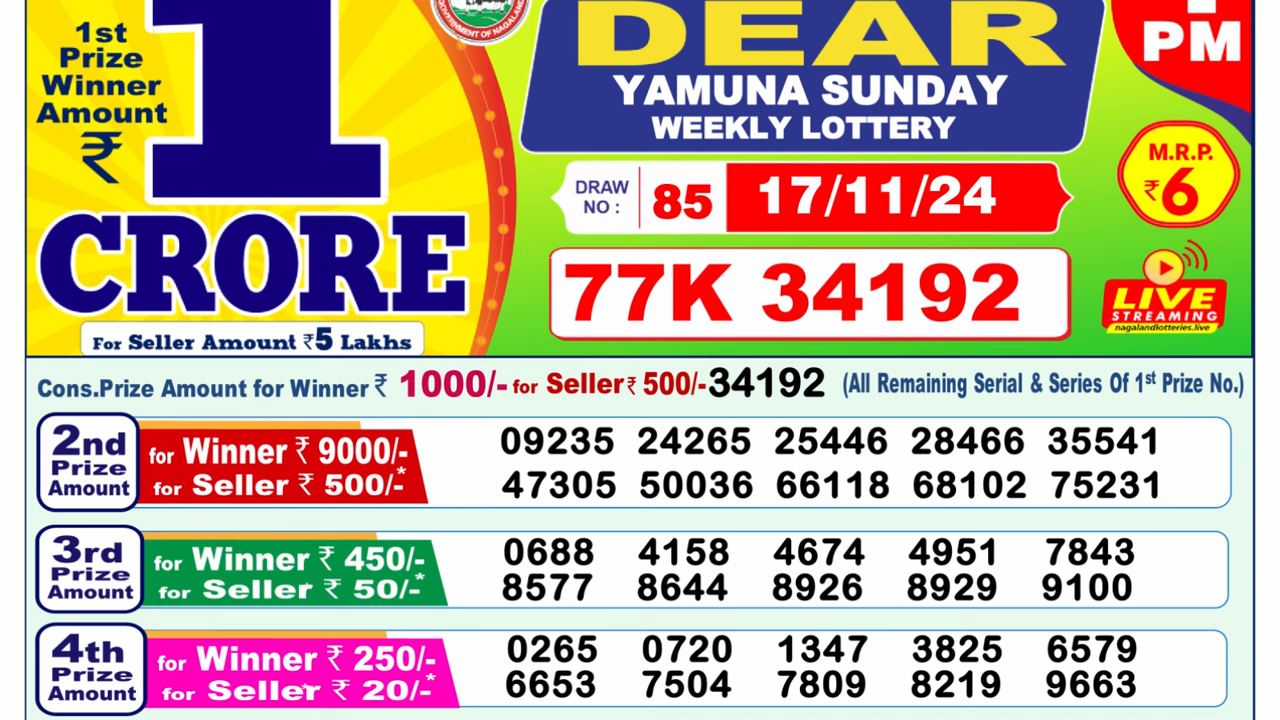 1
1st
Prize
Winner
Amount
₹
CRORE
For Seller Amount ₹5 Lakhs
GOVERNMENT OF NAGALAND
DEAR
YAMUNA SUNDAY
WEEKLY LOTTERY
PM
DRAW NO : 85 17/11/24
M.R.P.
₹6
77K 34192
LIVE
STREAMING
nagalandlotteries.live
Cons.Prize Amount for Winner ₹ 1000/- for Seller ₹ 500/- 34192 (All Remaining Serial & Series Of 1st Prize No.)
2nd Prize Amount
for Winner ₹ 9000/-
for Seller ₹ 500/-*
09235 24265 25446 28466 35541
47305 50036 66118 68102 75231
3rd Prize Amount
for Winner ₹ 450/-
for Seller ₹ 50/-*
0688 4158 4674 4951 7843
8577 8644 8926 8929 9100
4th Prize Amount
for Winner ₹ 250/-
for Seller ₹ 20/-*
0265 0720 1347 3825 6579
6653 7504 7809 8219 9663